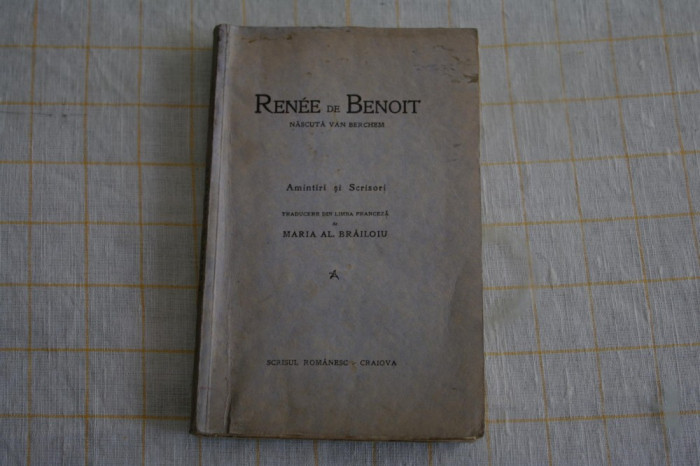 RENÉE DE BENOIT
NĂSCUTĂ VAN BERCHEM
Amintiri și Scrisori
TRADUCERE DIN LIMBA FRANCEZĂ
de
MARIA AL. BRĂILOIU
SCRISUL ROMÂNESC - CRAIOVA